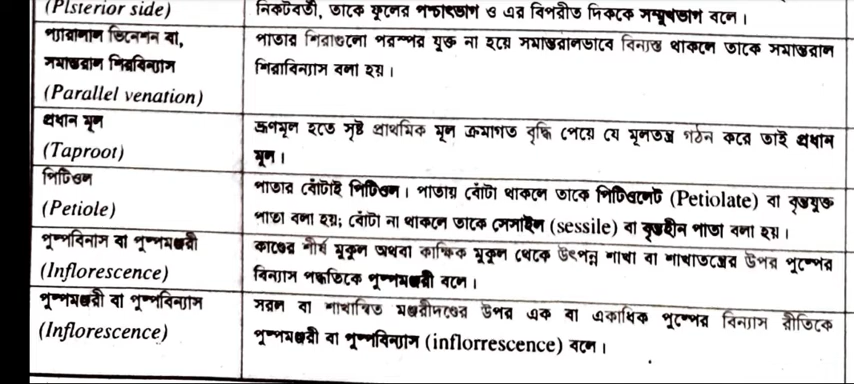 (Plsterior side)
নিকটবর্তী, তাকে ফুলের পশ্চাৎভাগ ও এর বিপরীত দিককে সম্মুখভাগ বলে।
প্যারালাল ভিনেশন বা,
সমান্তরাল শিরাবিন্যাস
(Parallel venation)
পাতার শিরাগুলো পরস্পর যুক্ত না হয়ে সমান্তরালভাবে বিন্যস্ত থাকলে তাকে সমান্তরাল
শিরাবিন্যাস বলা হয়।
প্রধান মূল
(Taproot)
ভ্রূণমূল হতে সৃষ্ট প্রাথমিক মূল ক্রমাগত বৃদ্ধি পেয়ে যে মূলতন্ত্র গঠন করে তাই প্রধান
মূল।
পিটিওল
(Petiole)
পাতার বোঁটাই পিটিওল। পাতায় বোঁটা থাকলে তাকে পিটিওলেট (Petiolate) বা বৃন্তযুক্ত
পাতা বলা হয়; বোঁটা না থাকলে তাকে সেসাইল (sessile) বা বৃন্তহীন পাতা বলা হয়।
পুষ্পবিন্যাস বা পুষ্পমঞ্জরী
(Inflorescence)
কাণ্ডের শীর্ষ মুকুল অথবা কাক্ষিক মুকুল থেকে উৎপন্ন শাখা বা শাখাতন্ত্রের উপর পুষ্পের
বিন্যাস পদ্ধতিকে পুষ্পমঞ্জরী বলে।
পুষ্পমঞ্জরী বা পুষ্পবিন্যাস
(Inflorescence)
সরল বা শাখান্বিত মঞ্জরীদণ্ডের উপর এক বা একাধিক পুষ্পের বিন্যাস রীতিকে
পুষ্পমঞ্জরী বা পুষ্পবিন্যাস (inflorrescence) বলে।